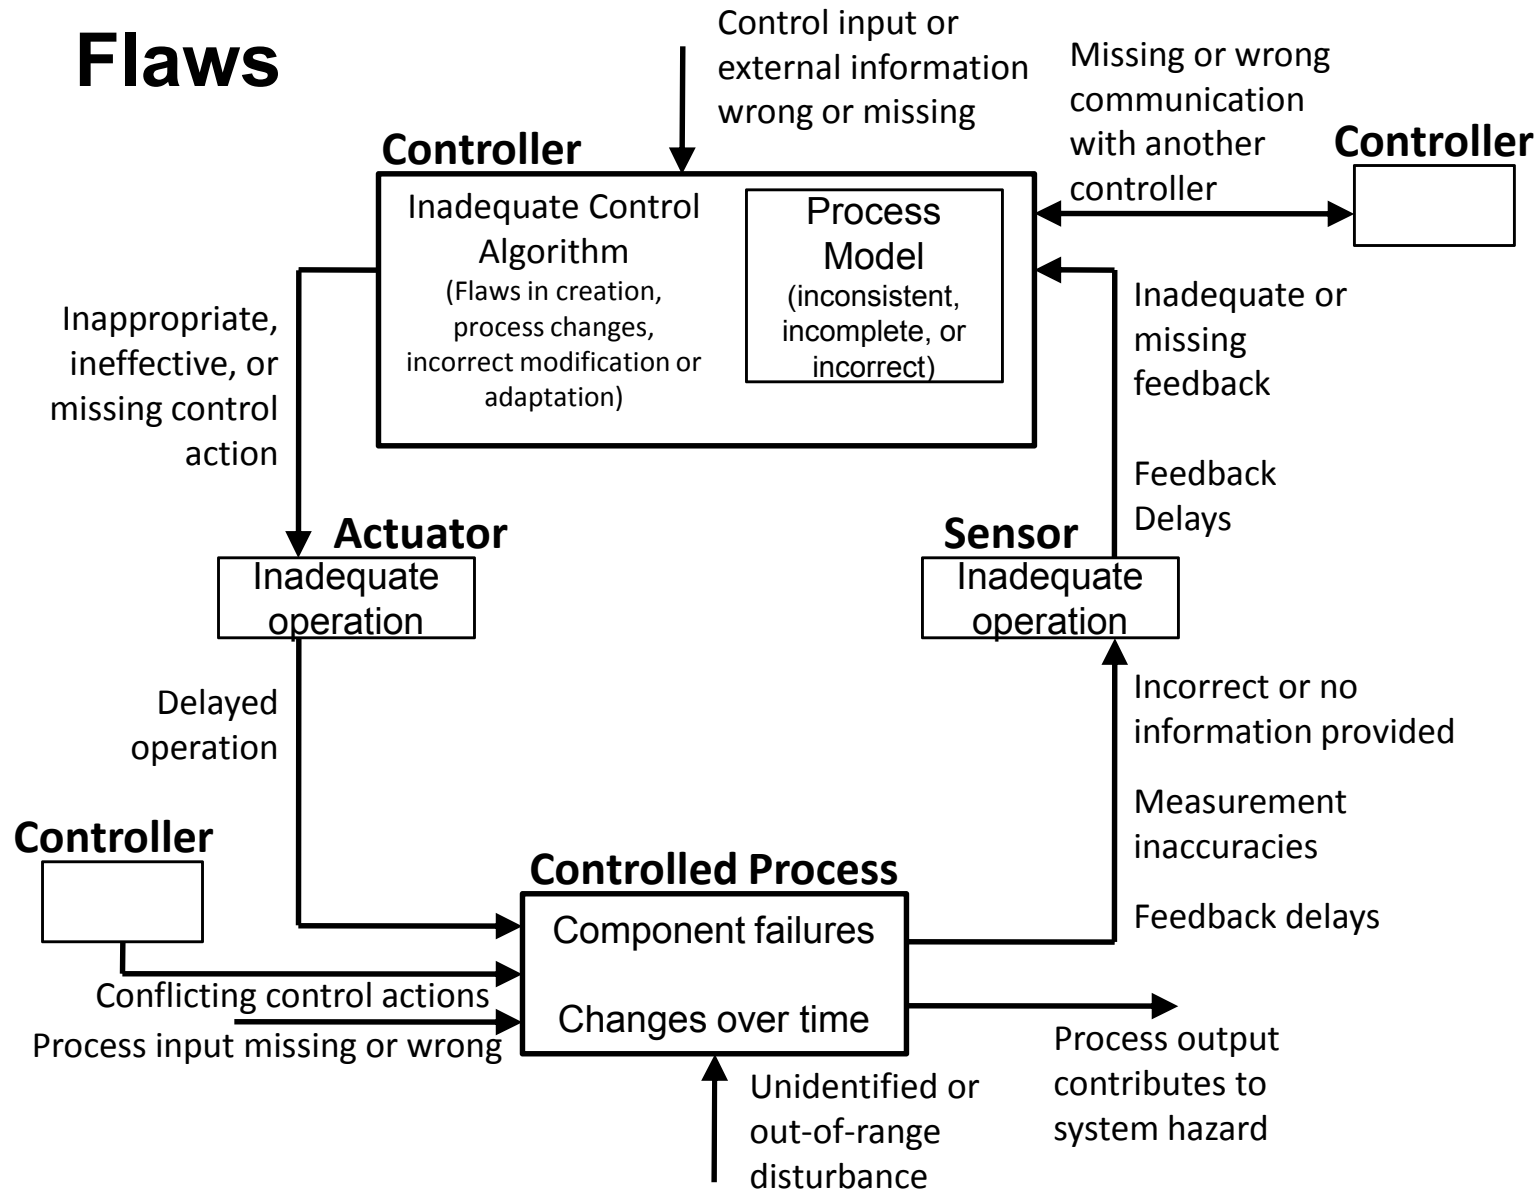 Flaws
Control input or
external information
wrong or missing
Missing or wrong
communication
with another
controller
Controller
Controller
Inadequate Control
Algorithm
(Flaws in creation,
process changes,
incorrect modification or
adaptation)
Process
Model
(inconsistent,
incomplete, or
incorrect)
Inappropriate,
ineffective, or
missing control
action
Inadequate or
missing
feedback
Feedback
Delays
Actuator
Inadequate
operation
Sensor
Inadequate
operation
Delayed
operation
Incorrect or no
information provided
Measurement
inaccuracies
Feedback delays
Controller
Controlled Process
Component failures
Changes over time
Conflicting control actions
Process input missing or wrong
Unidentified or
out-of-range
disturbance
Process output
contributes to
system hazard